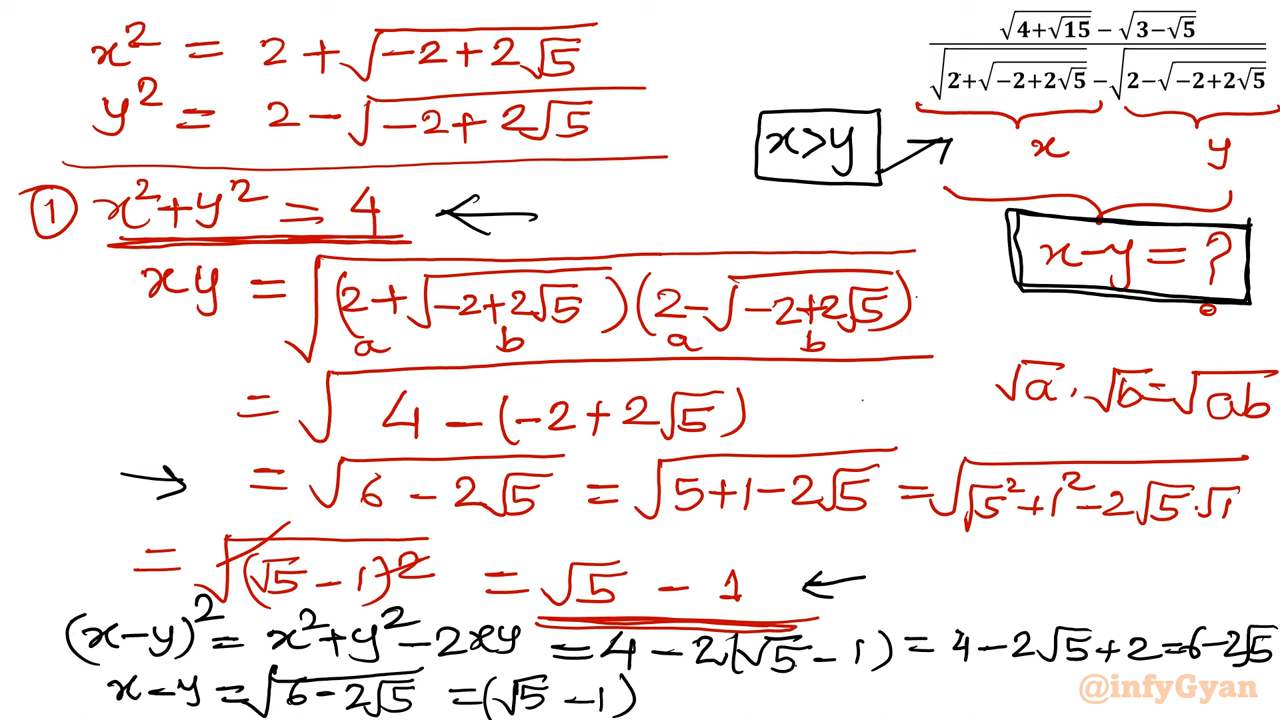 x² = 2 + √(-2 + 2√5)
y² = 2 - √(-2 + 2√5)
① x² + y² = 4 ←
xy = √((2 + √(-2 + 2√5))(2 - √(-2 + 2√5)))
a b a b
= √(4 - (-2 + 2√5))
→ = √(6 - 2√5) = √(5 + 1 - 2√5) = √(√5² + 1² - 2√5·√1)
= √((√5 - 1)²) = √5 - 1 ←
(x - y)² = x² + y² - 2xy = 4 - 2(√5 - 1) = 4 - 2√5 + 2 = 6 - 2√5
x - y = √(6 - 2√5) = (√5 - 1)
(√(4+√15) - √(3-√5)) / (√(2+√(-2+2√5)) - √(2-√(-2+2√5)))
x y
x > y
x - y = ?
√a · √b = √ab
@infyGyan